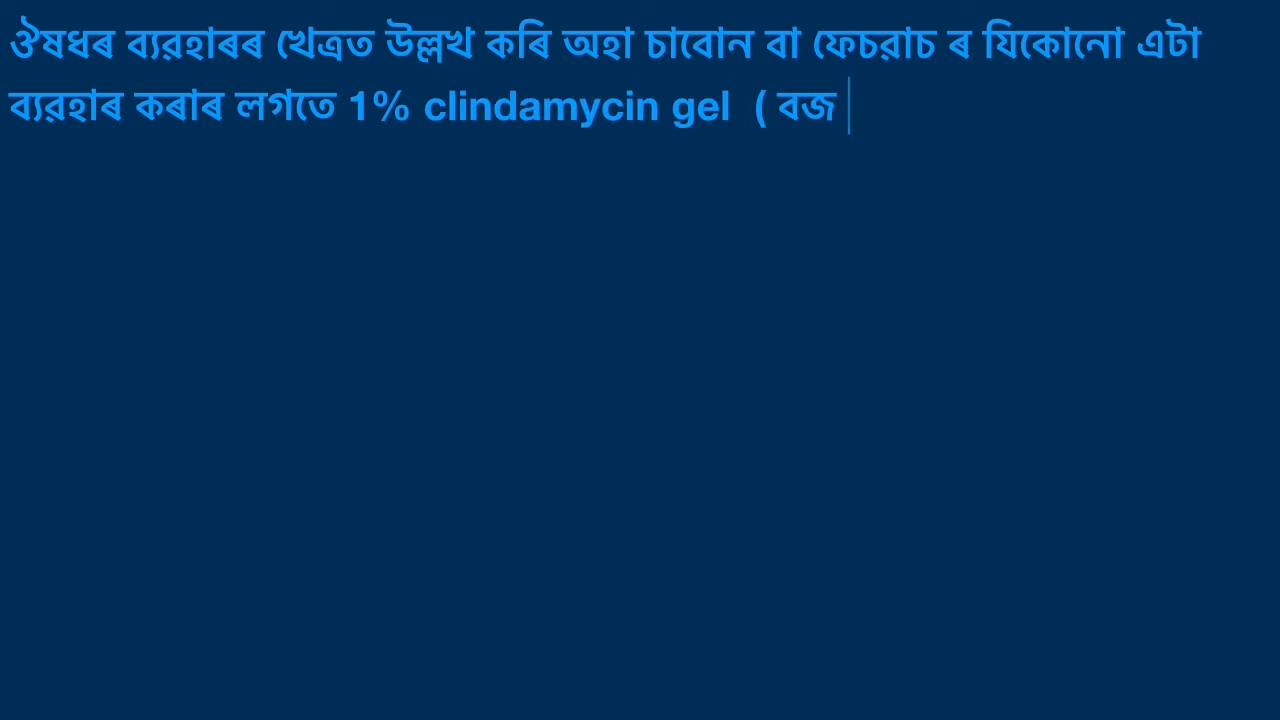 ঔষধৰ ব্যৱহাৰৰ খেত্ৰত উল্লখ কৰি অহা চাবোন বা ফেচৱাচ ৰ যিকোনো এটা
ব্যৱহাৰ কৰাৰ লগতে 1% clindamycin gel ( বজ